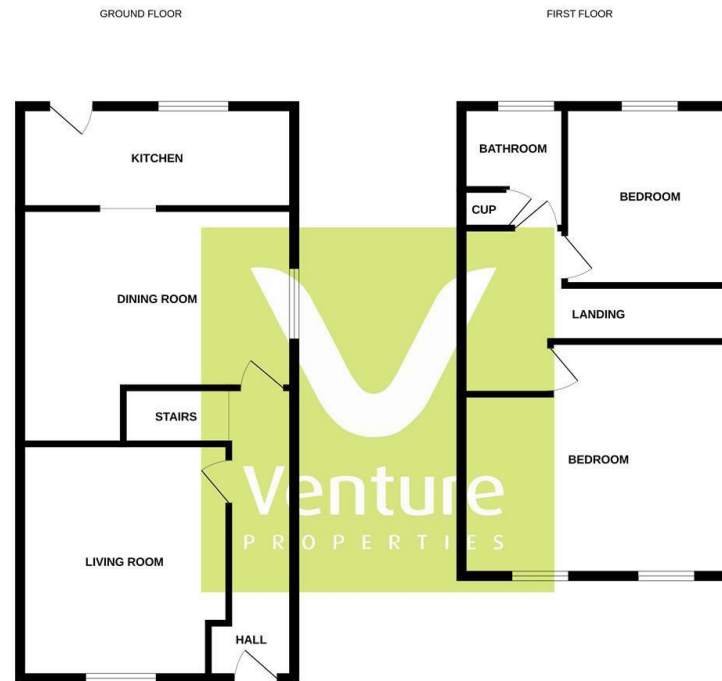 GROUND FLOOR
KITCHEN
DINING ROOM
STAIRS
LIVING ROOM
HALL
FIRST FLOOR
BATHROOM
BEDROOM
CUP
LANDING
BEDROOM
Venture
PROPERTIES